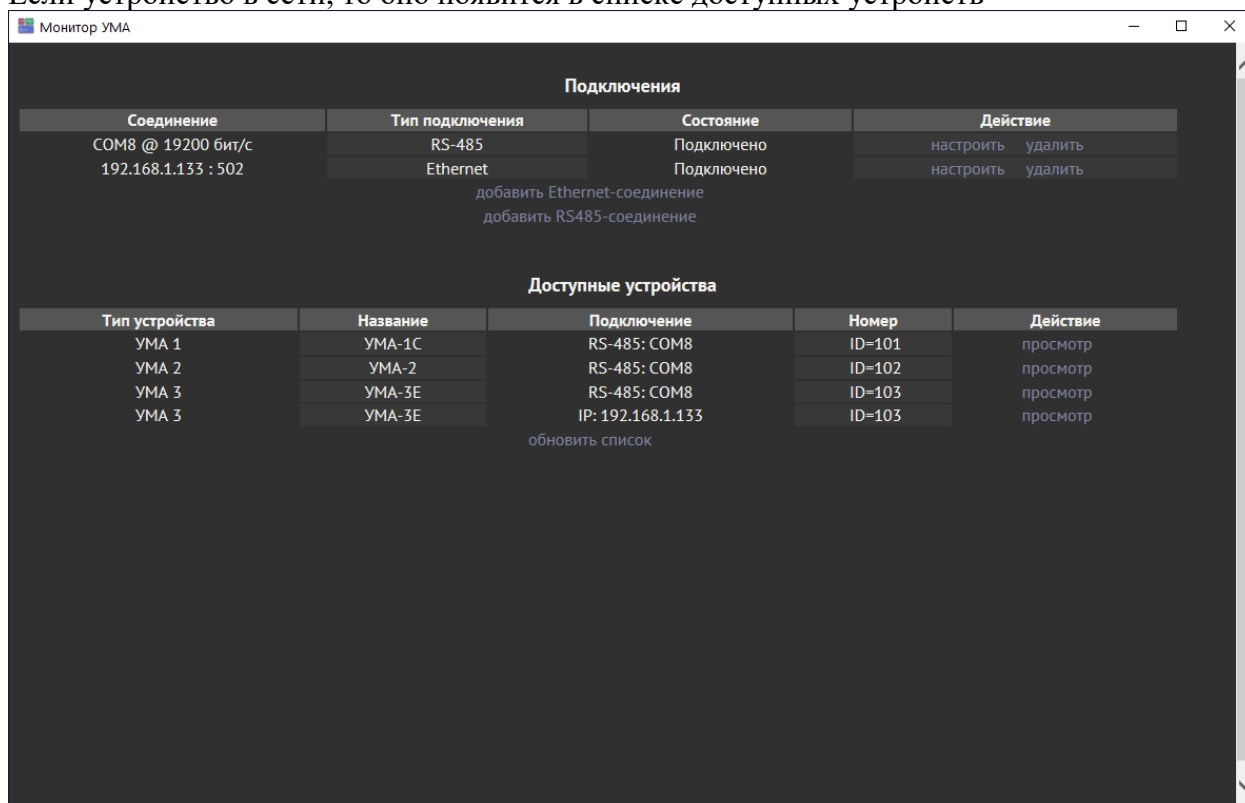 Если устройство в сети, то оно появится в списке доступных устройств
Монитор УМА
Подключения
Соединение Тип подключения Состояние Действие
COM8 @ 19200 бит/с RS-485 Подключено настроить удалить
192.168.1.133 : 502 Ethernet Подключено настроить удалить
добавить Ethernet-соединение
добавить RS485-соединение
Доступные устройства
Тип устройства Название Подключение Номер Действие
УМА 1 УМА-1С RS-485: COM8 ID=101 просмотр
УМА 2 УМА-2 RS-485: COM8 ID=102 просмотр
УМА 3 УМА-3Е RS-485: COM8 ID=103 просмотр
УМА 3 УМА-3Е IP: 192.168.1.133 ID=103 просмотр
обновить список